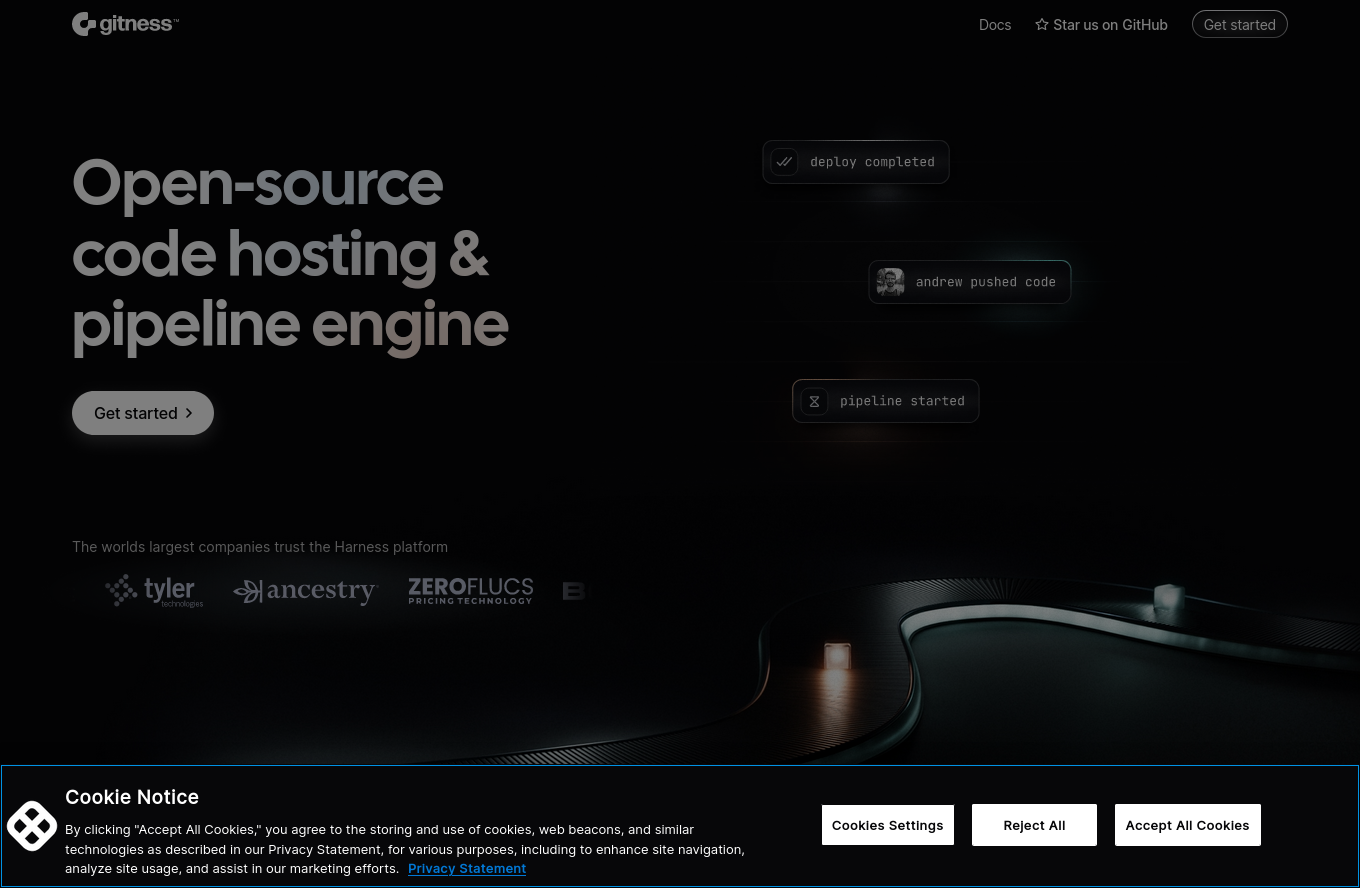 gitness™
Docs
Star us on GitHub
Get started
Open-source
code hosting &
pipeline engine
Get started
deploy completed
andrew pushed code
pipeline started
The worlds largest companies trust the Harness platform
tyler
technologies
ancestry
ZEROFLUCS
PRICING TECHNOLOGY
B
Cookie Notice
By clicking "Accept All Cookies," you agree to the storing and use of cookies, web beacons, and similar
technologies as described in our Privacy Statement, for various purposes, including to enhance site navigation,
analyze site usage, and assist in our marketing efforts. Privacy Statement
Cookies Settings
Reject All
Accept All Cookies